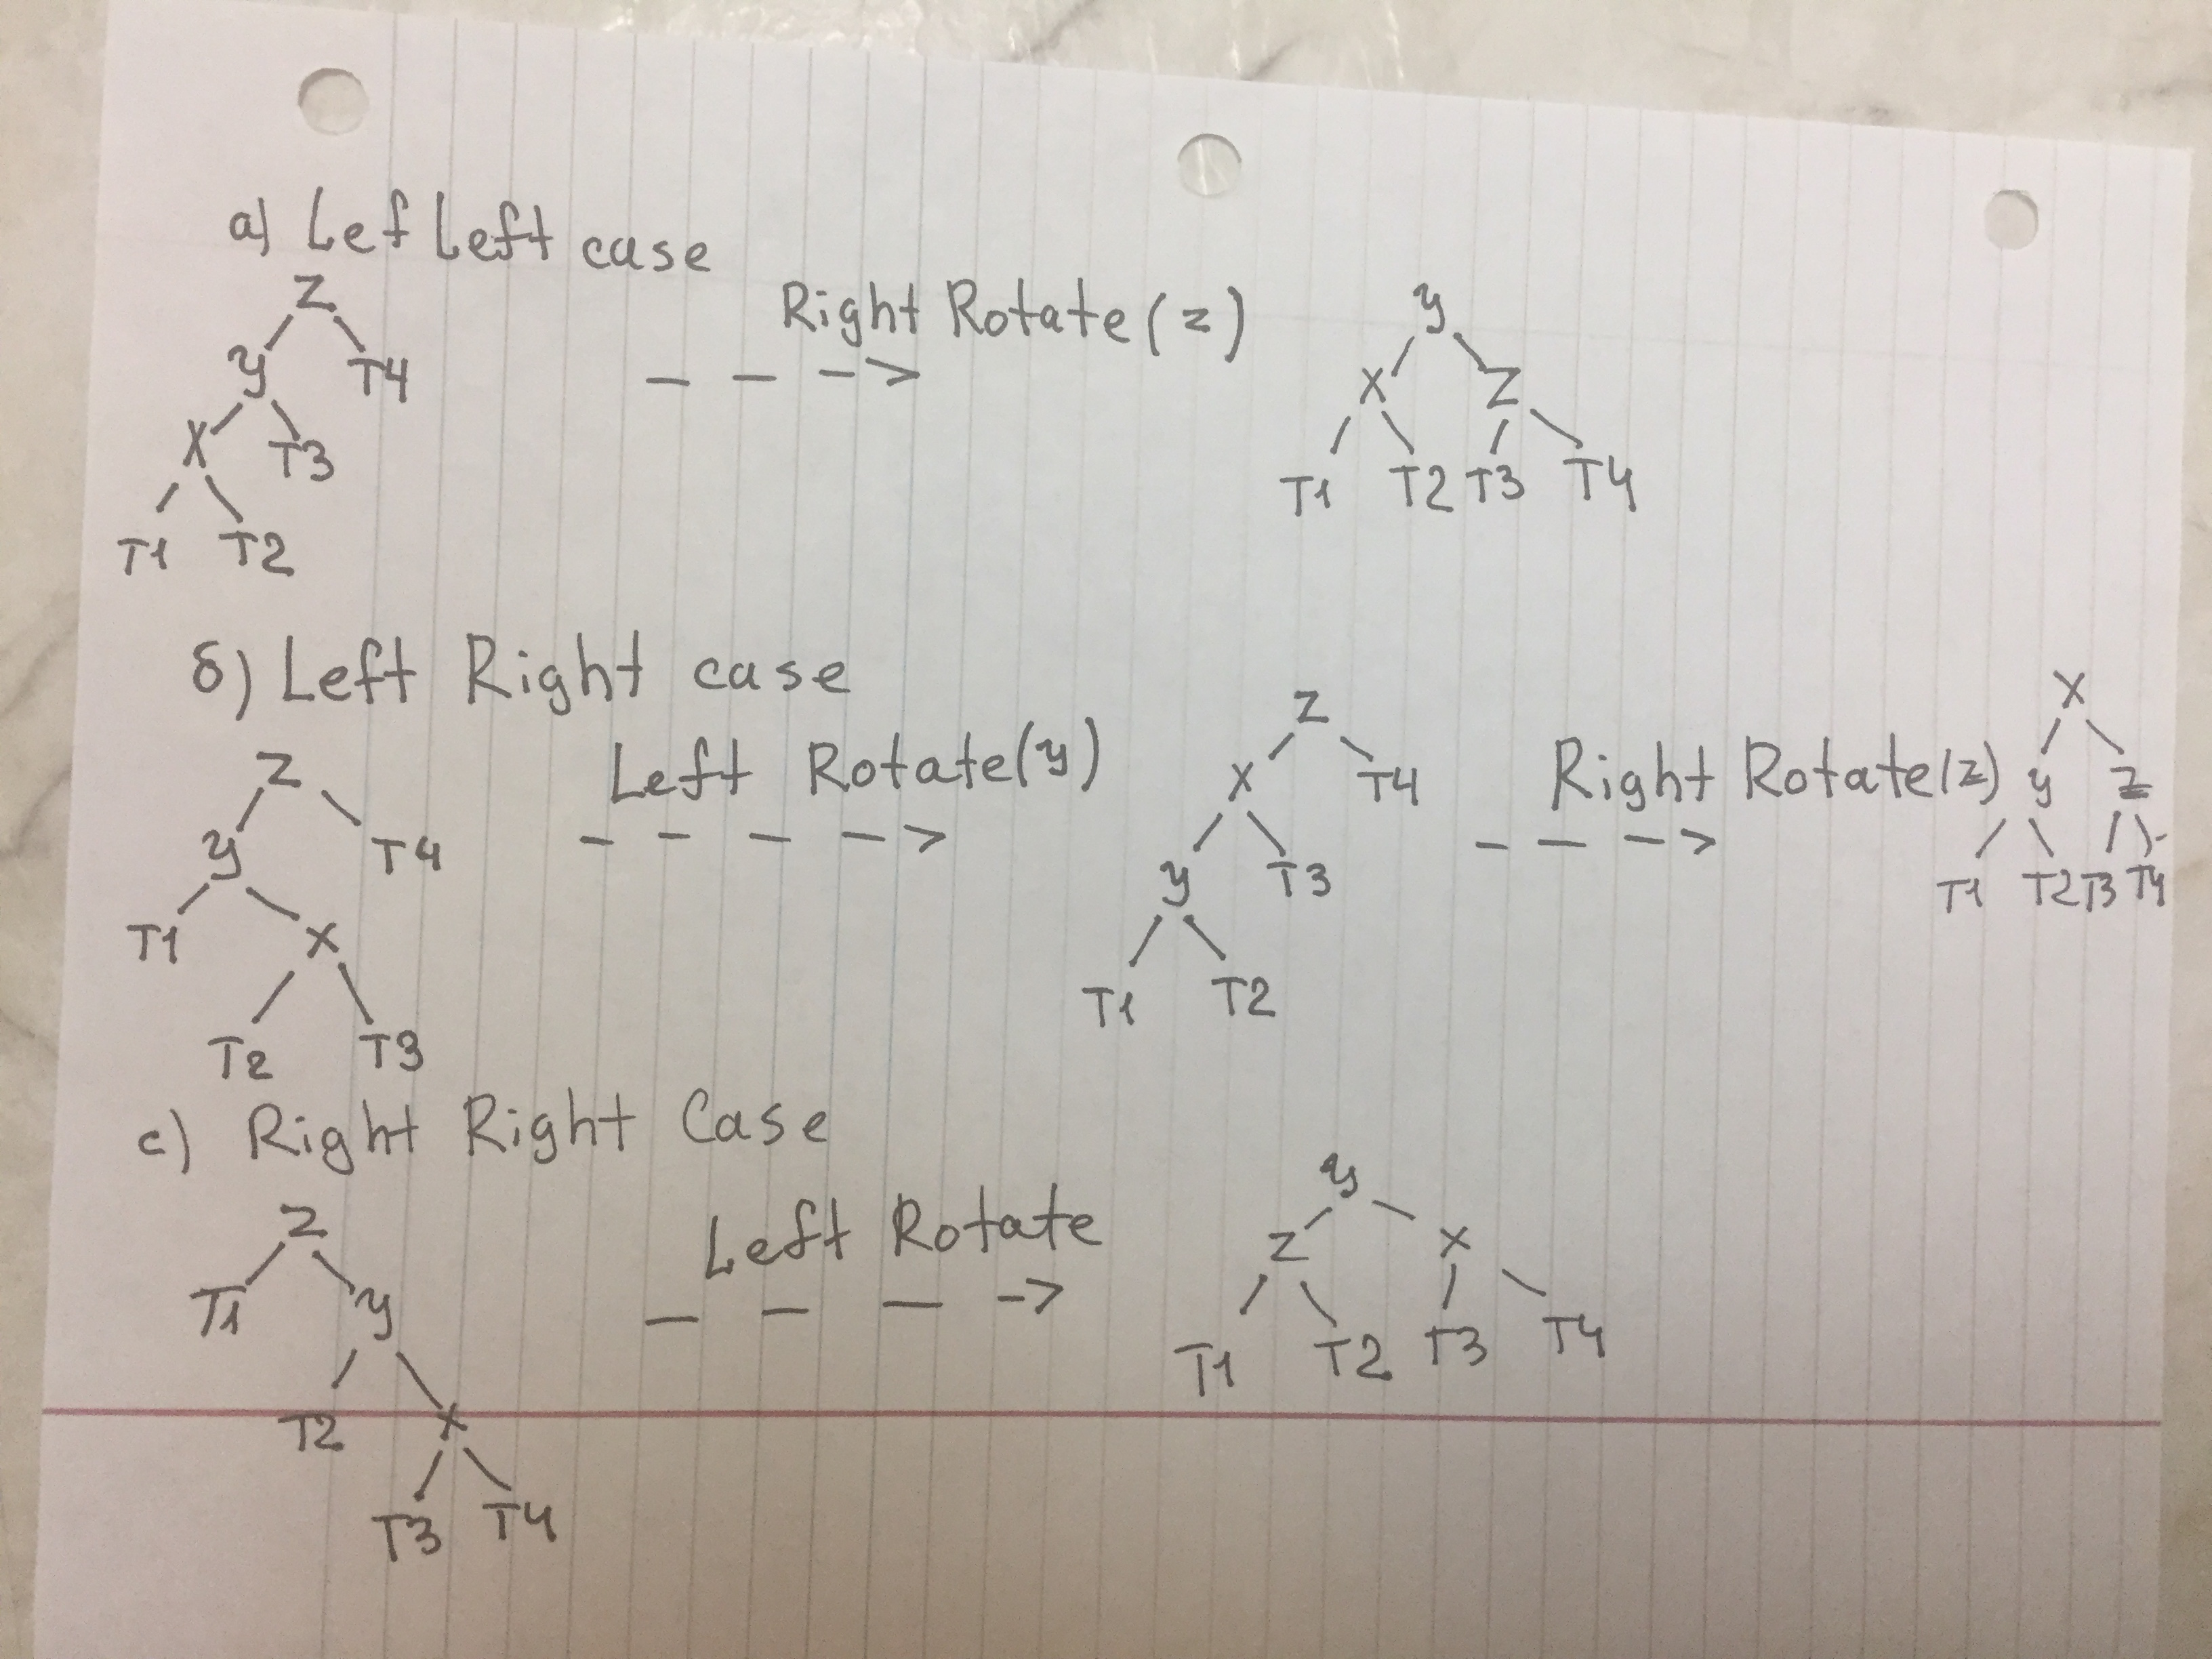 a) Lef Left case
Z
Right Rotate (z)
y
y T4
- - - >
X Z
X T3
T1 T2 T3 T4
T1 T2
б) Left Right case
Z
Left Rotate(y)
Z
Right Rotate(z)
X
y T4
- - - - >
X T4
- - - >
y Z
T1 X
y T3
T1 T2 T3 T4
T2 T3
T1 T2
c) Right Right Case
Z
Left Rotate
y
T1 y
- - - ->
Z X
T2 X
T1 T2 T3 T4
T3 T4